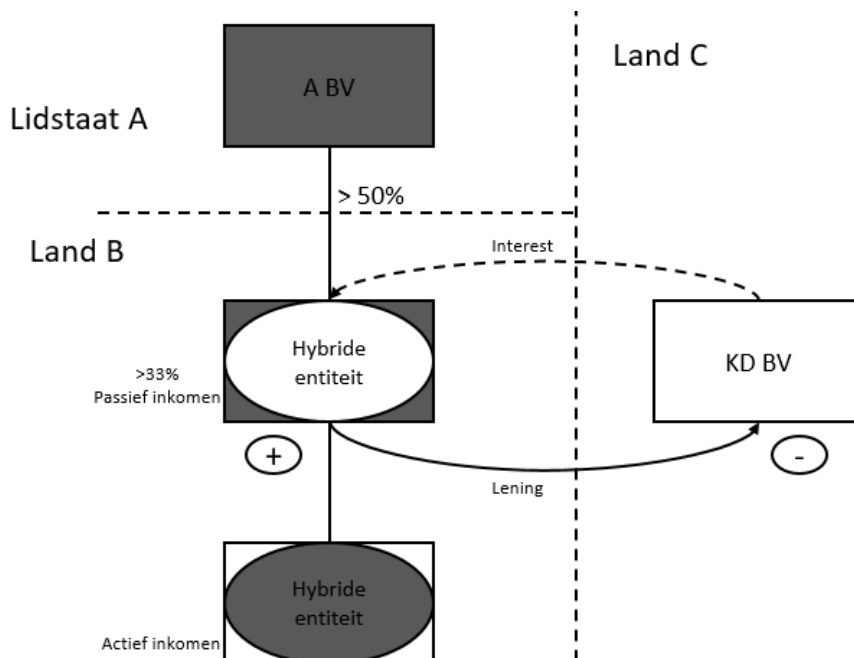 Land C
A BV
Lidstaat A
> 50%
Land B
Interest
Hybride
entiteit
KD BV
>33%
Passief inkomen
+
-
Lening
Hybride
entiteit
Actief inkomen